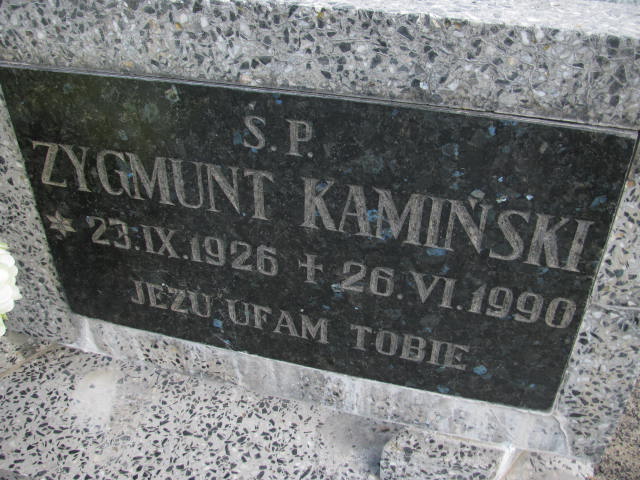 Ś.P.
ZYGMUNT KAMIŃSKI
* 23.IX.1926 + 26.VI.1990
JEZU UFAM TOBIE